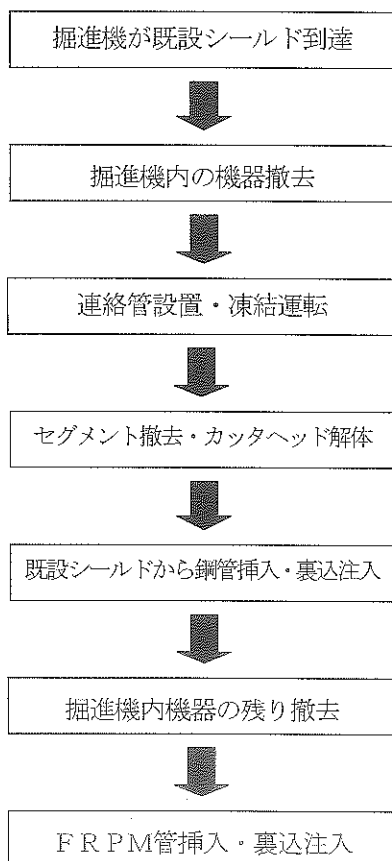 掘進機が既設シールド到達
掘進機内の機器撤去
連絡管設置・凍結運転
セグメント撤去・カッタヘッド解体
既設シールドから鋼管挿入・裏込注入
掘進機内機器の残り撤去
ＦＲＰＭ管挿入・裏込注入